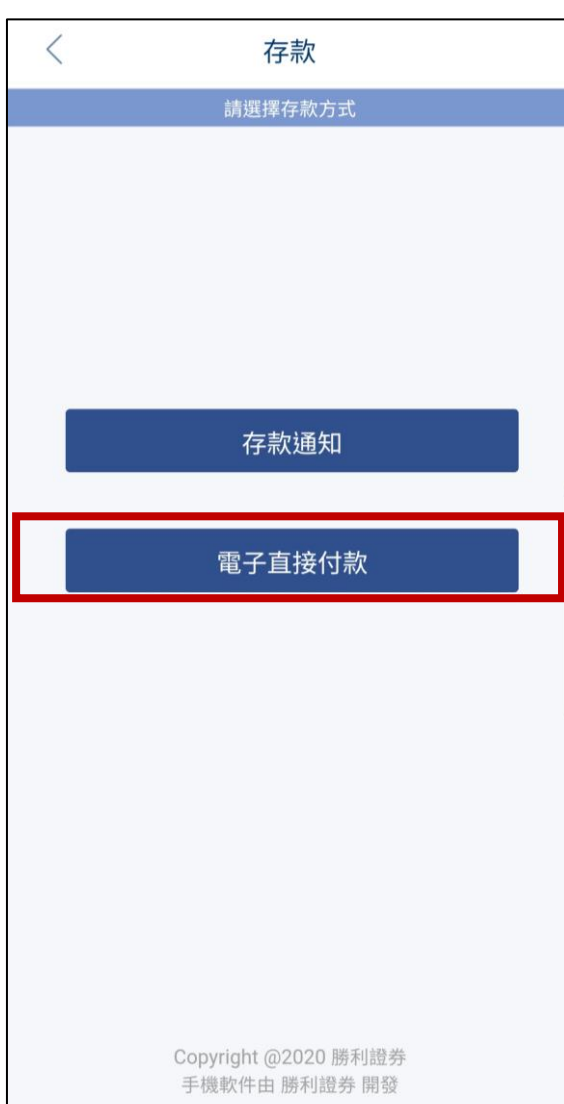 存款
請選擇存款方式
存款通知
電子直接付款
Copyright @2020 勝利證券
手機軟件由 勝利證券 開發